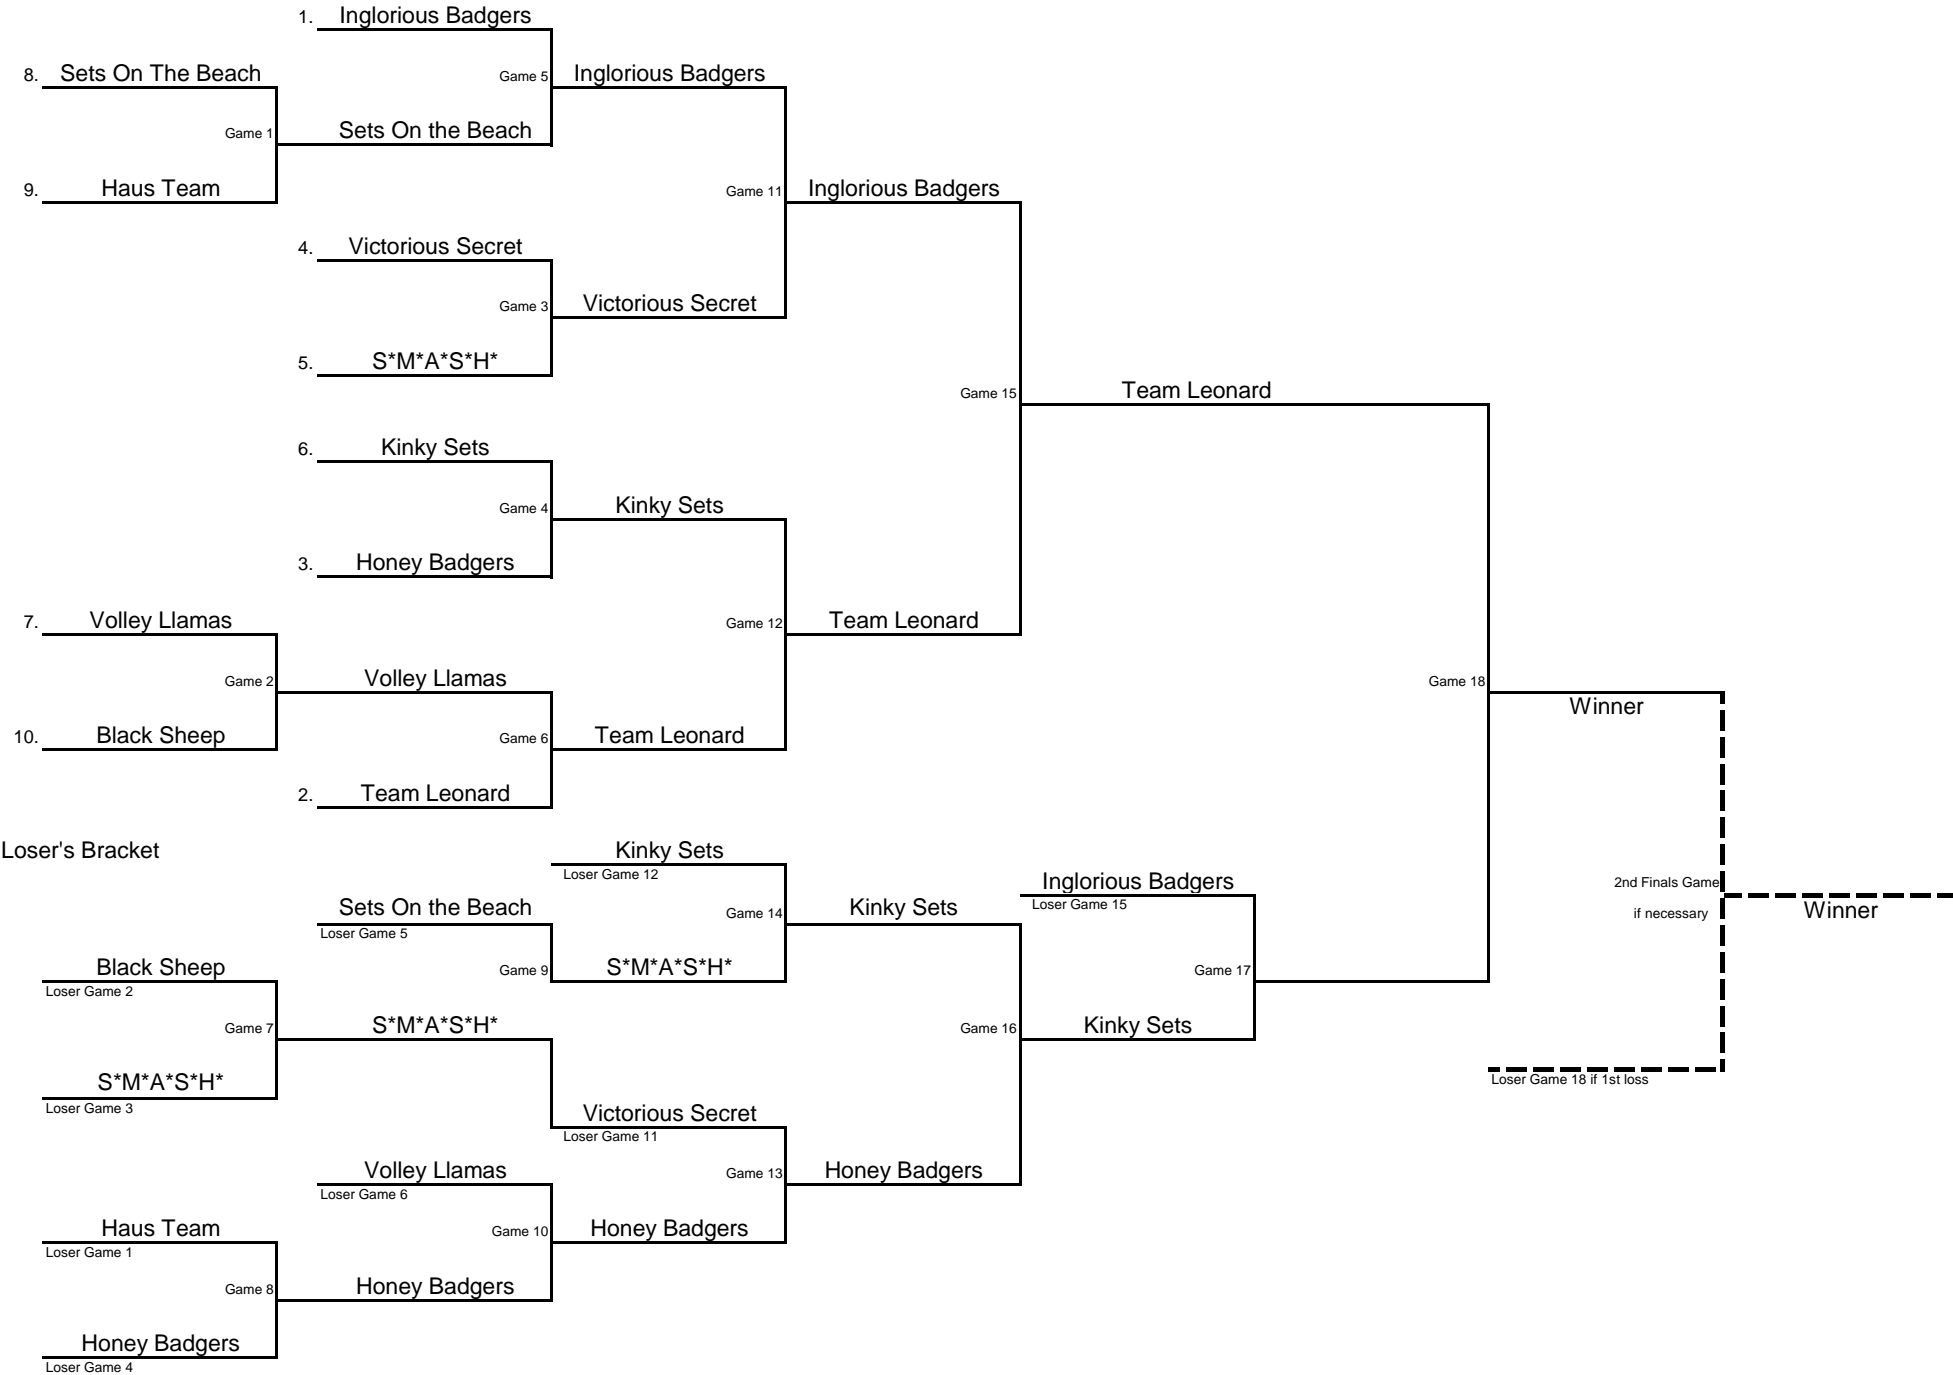 1. Inglorious Badgers
8. Sets On The Beach
Game 5 Inglorious Badgers
Game 1 Sets On the Beach
9. Haus Team
Game 11 Inglorious Badgers
4. Victorious Secret
Game 3 Victorious Secret
5. S*M*A*S*H*
Game 15 Team Leonard
6. Kinky Sets
Game 4 Kinky Sets
3. Honey Badgers
7. Volley Llamas
Game 12 Team Leonard
Game 2 Volley Llamas
Game 18 Winner
10. Black Sheep
Game 6 Team Leonard
2. Team Leonard
Loser's Bracket
Kinky Sets
Loser Game 12
Inglorious Badgers
Loser Game 15
2nd Finals Game
if necessary
Winner
Sets On the Beach
Loser Game 5
Game 14 Kinky Sets
Black Sheep
Loser Game 2
Game 9 S*M*A*S*H*
Game 17
Game 7 S*M*A*S*H*
Game 16 Kinky Sets
S*M*A*S*H*
Loser Game 3
Loser Game 18 if 1st loss
Victorious Secret
Loser Game 11
Volley Llamas
Loser Game 6
Game 13 Honey Badgers
Haus Team
Loser Game 1
Game 10 Honey Badgers
Game 8 Honey Badgers
Honey Badgers
Loser Game 4